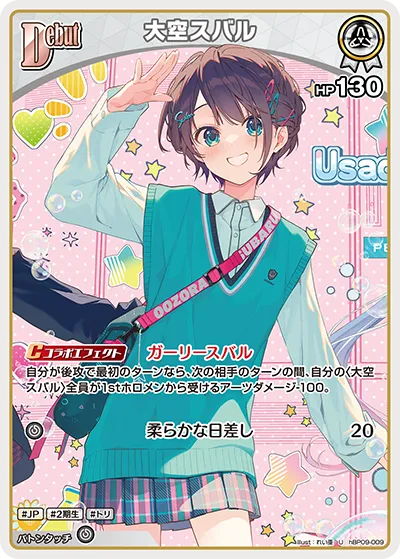 Debut
大空スバル
HP130
Usa
PE
OOZORA SUBARU
Cコラボエフェクト ガーリースバル
自分が後攻で最初のターンなら、次の相手のターンの間、自分の〈大空
スバル〉全員が1stホロメンから受けるアーツダメージ-100。
柔らかな日差し 20
#JP #2期生 #トリ
バトンタッチ
hBP09-009